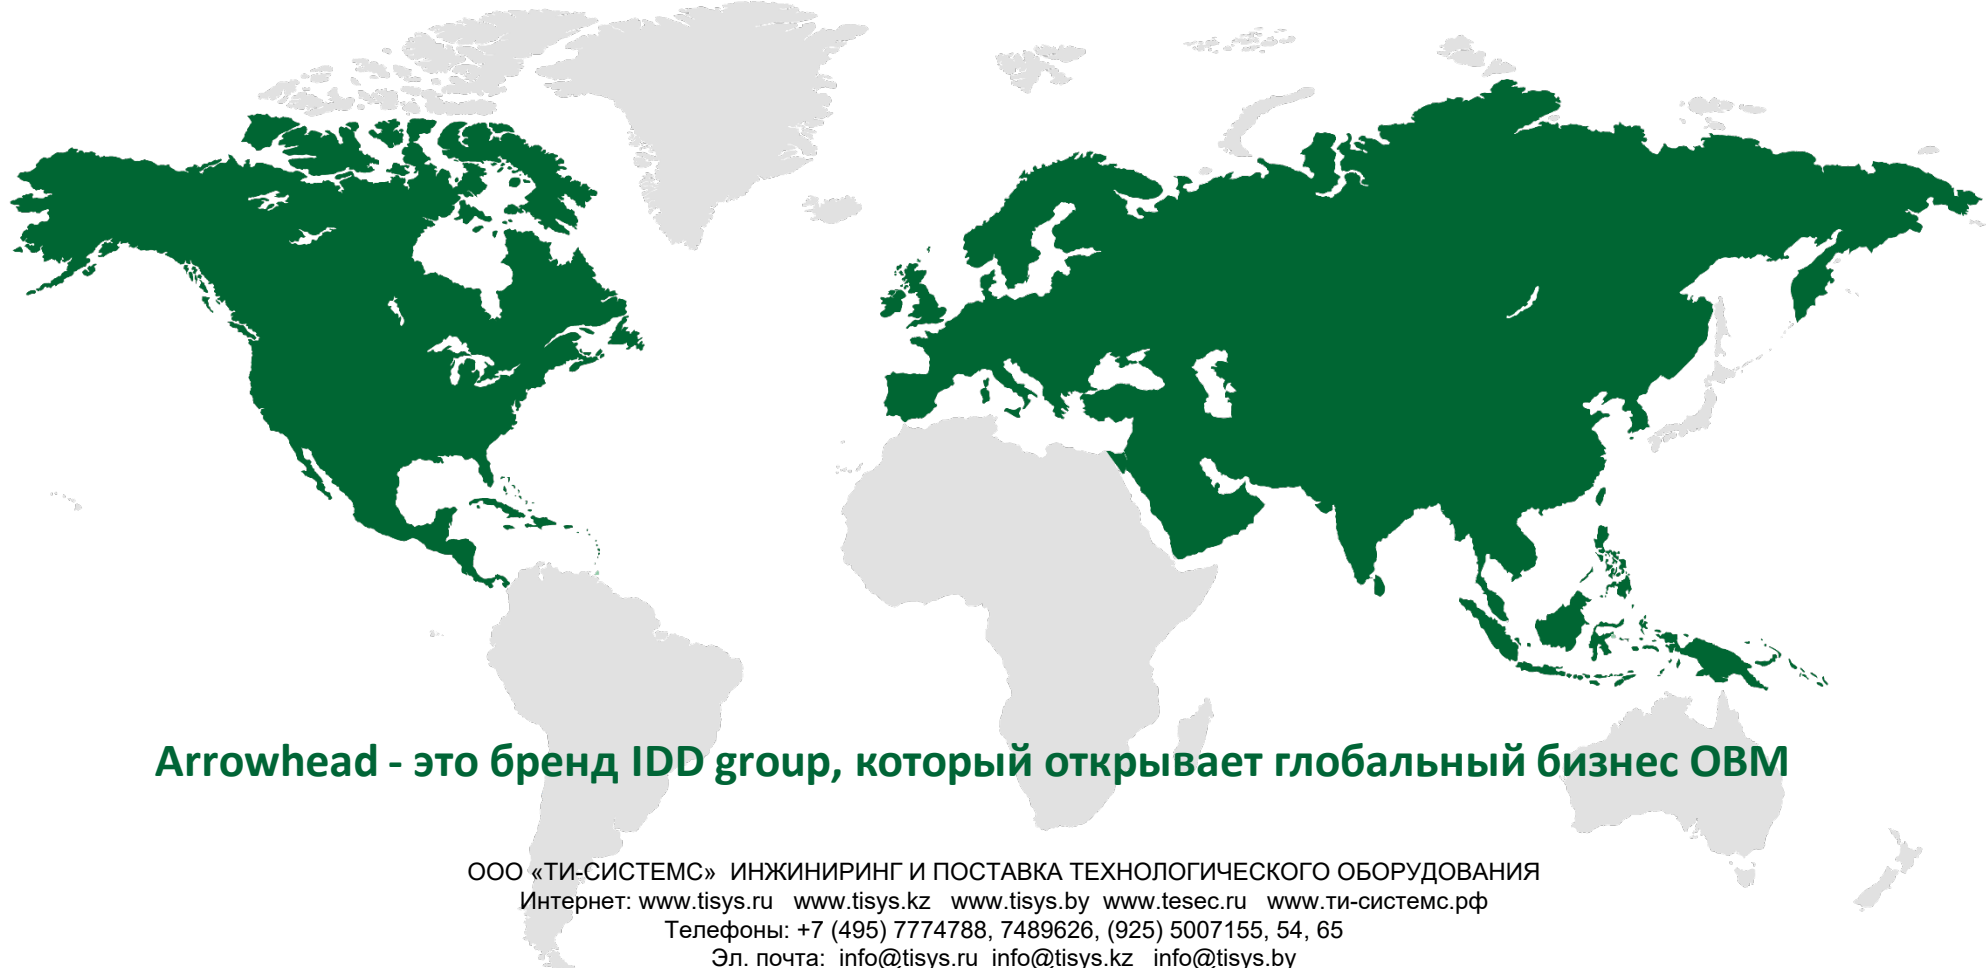 Arrowhead - это бренд IDD group, который открывает глобальный бизнес OBM
ООО «ТИ-СИСТЕМС» ИНЖИНИРИНГ И ПОСТАВКА ТЕХНОЛОГИЧЕСКОГО ОБОРУДОВАНИЯ
Интернет: www.tisys.ru www.tisys.kz www.tisys.by www.tesec.ru www.ти-системс.рф
Телефоны: +7 (495) 7774788, 7489626, (925) 5007155, 54, 65
Эл. почта: info@tisys.ru info@tisys.kz info@tisys.by